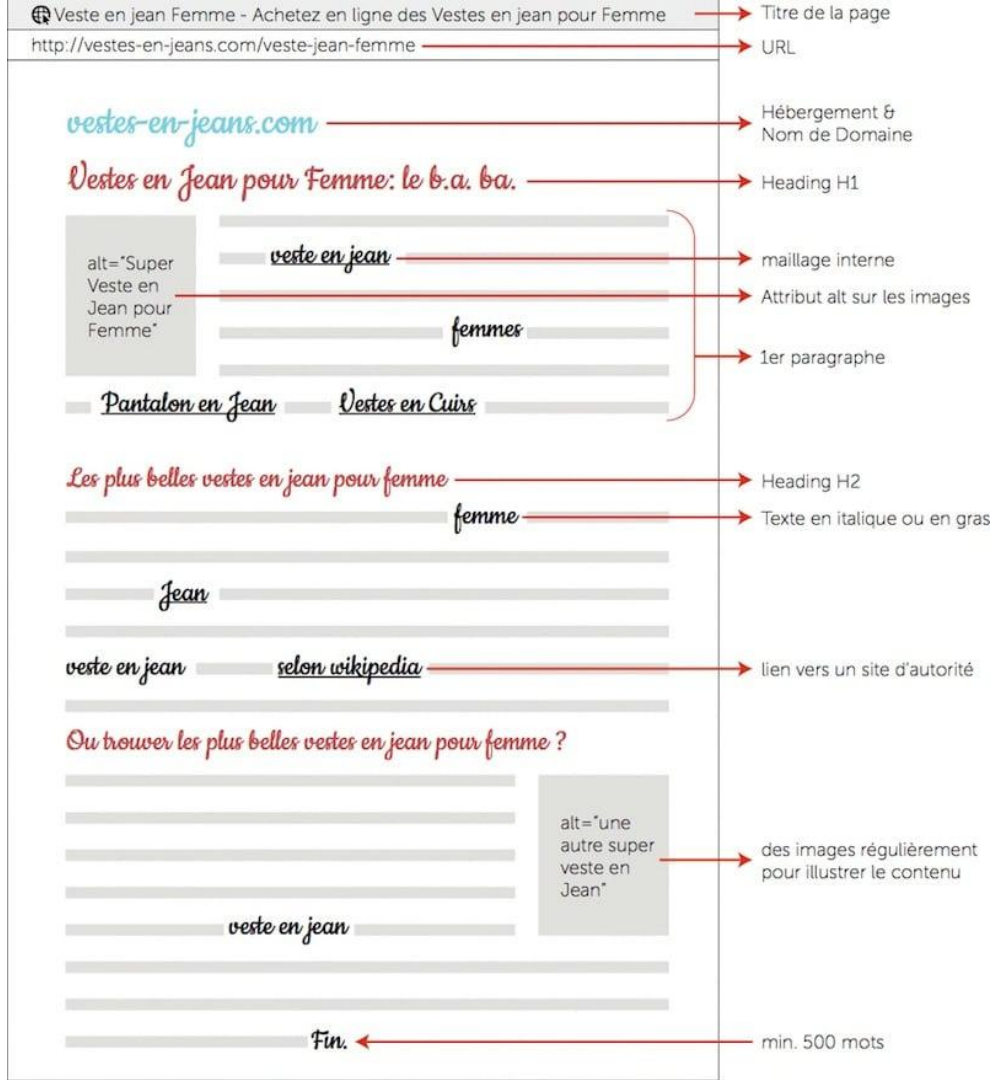 Veste en jean Femme - Achetez en ligne des Vestes en jean pour Femme
Titre de la page
http://vestes-en-jeans.com/veste-jean-femme
URL
vestes-en-jeans.com
Hébergement &
Nom de Domaine
Vestes en Jean pour Femme: le b.a. ba.
Heading H1
alt="Super
Veste en
Jean pour
Femme"
veste en jean
maillage interne
Attribut alt sur les images
femmes
1er paragraphe
Pantalon en Jean
Vestes en Cuirs
Les plus belles vestes en jean pour femme
Heading H2
femme
Texte en italique ou en gras
Jean
veste en jean
selon wikipedia
lien vers un site d'autorité
Ou trouver les plus belles vestes en jean pour femme ?
alt="une
autre super
veste en
Jean"
des images régulièrement
pour illustrer le contenu
veste en jean
Fin.
min. 500 mots